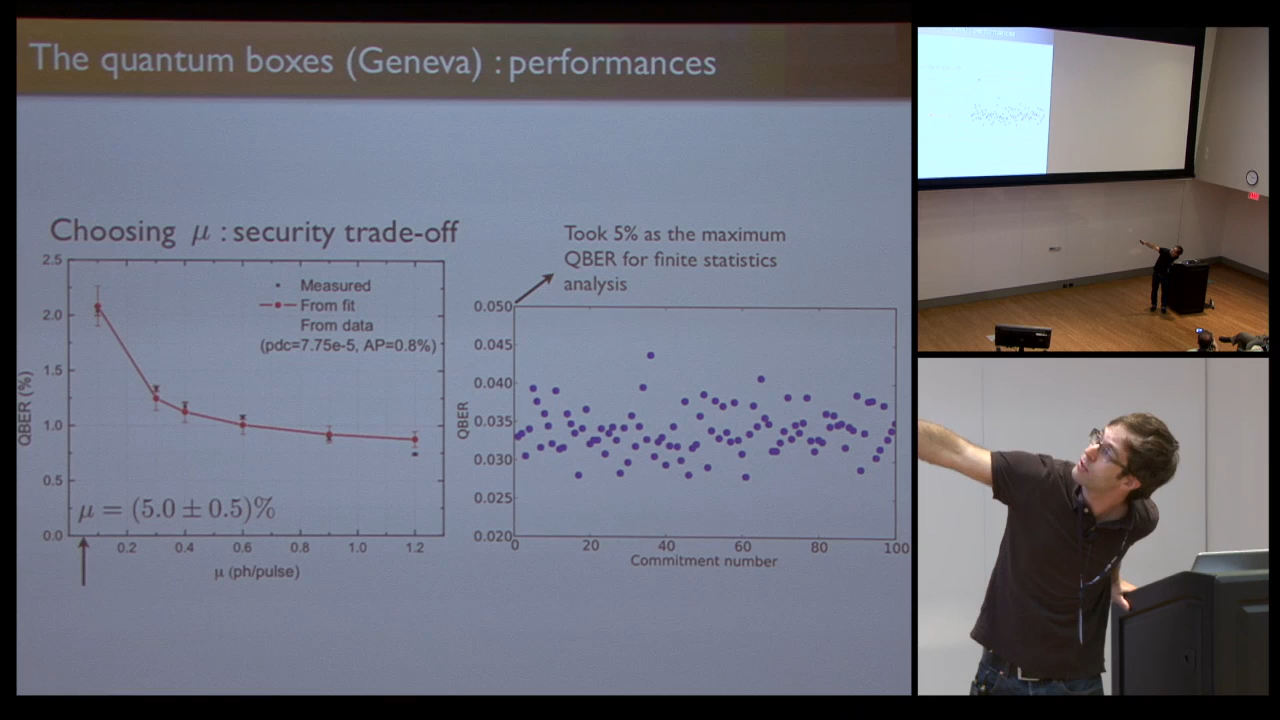 The quantum boxes (Geneva) : performances
Choosing μ : security trade-off
2.5
2.0
1.5
1.0
0.5
0.0
QBER (%)
Measured
From fit
From data
(pdc=7.75e-5, AP=0.8%)
μ = (5.0 ± 0.5)%
0.2 0.4 0.6 0.8 1.0 1.2
μ (ph/pulse)
Took 5% as the maximum
QBER for finite statistics
analysis
0.050
0.045
0.040
0.035
0.030
0.025
0.020
QBER
0 20 40 60 80 100
Commitment number